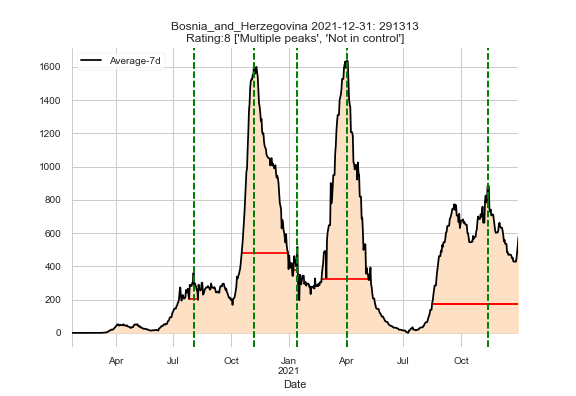 Bosnia_and_Herzegovina 2021-12-31: 291313
Rating:8 ['Multiple peaks', 'Not in control']
Average-7d
1600
1400
1200
1000
800
600
400
200
0
Apr Jul Oct Jan Apr Jul Oct
2021
Date